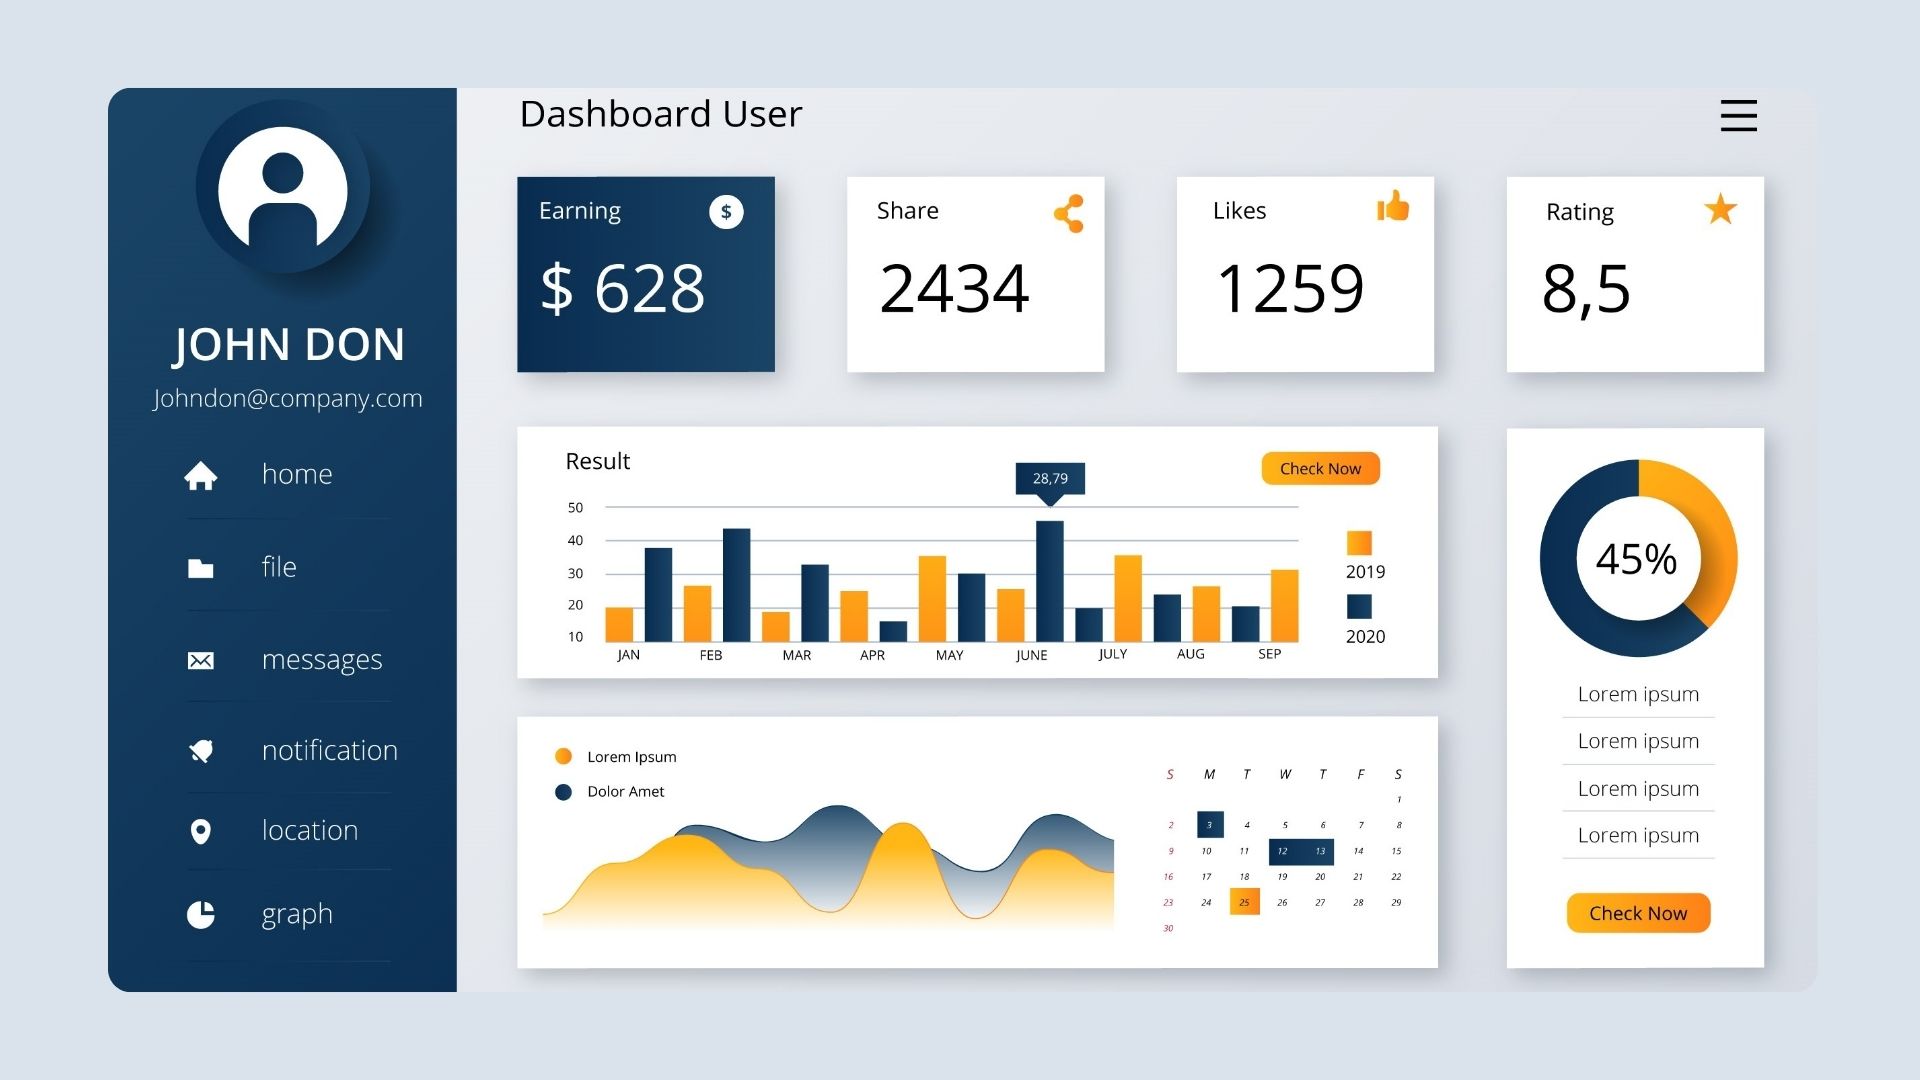 Dashboard User
JOHN DON
Johndon@company.com
home
file
messages
notification
location
graph
Earning
$
$ 628
Share
2434
Likes
1259
Rating
8,5
Result
28,79
Check Now
50
40
30
20
10
JAN FEB MAR APR MAY JUNE JULY AUG SEP
2019
2020
45%
Lorem ipsum
Lorem ipsum
Lorem ipsum
Lorem ipsum
Check Now
Lorem Ipsum
Dolor Amet
S M T W T F S
1
2 3 4 5 6 7 8
9 10 11 12 13 14 15
16 17 18 19 20 21 22
23 24 25 26 27 28 29
30